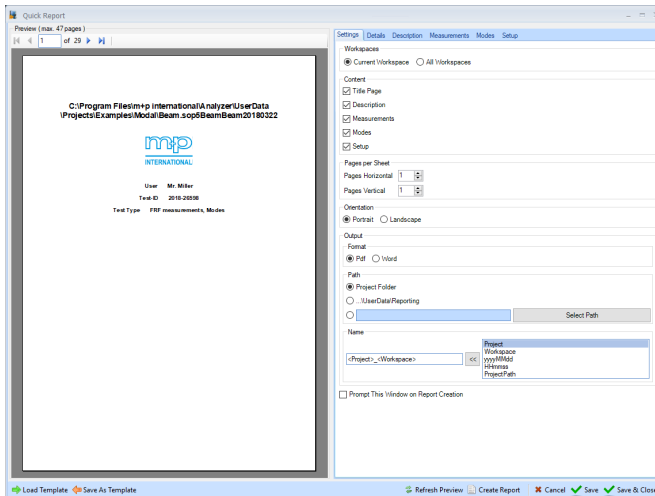 Quick Report
Preview ( max. 47 pages )
1 of 29
C:\Program Files\m+p international\Analyzer\UserData
\Projects\Examples\Modal\Beam.sop5BeamBeam20180322
m+p
INTERNATIONAL
User Mr. Miller
Test-ID 2018-26598
Test Type FRF measurements, Modes
Settings Details Description Measurements Modes Setup
Workspaces
Current Workspace All Workspaces
Content
Title Page
Description
Measurements
Modes
Setup
Pages per Sheet
Pages Horizontal 1
Pages Vertical 1
Orientation
Portrait Landscape
Output
Format
Pdf Word
Path
Project Folder
...\UserData\Reporting
Select Path
Name
<Project>_<Workspace> <<
Project
Workspace
yyyyMMdd
HHmmss
ProjectPath
Prompt This Window on Report Creation
Load Template Save As Template Refresh Preview Create Report Cancel Save Save & Close